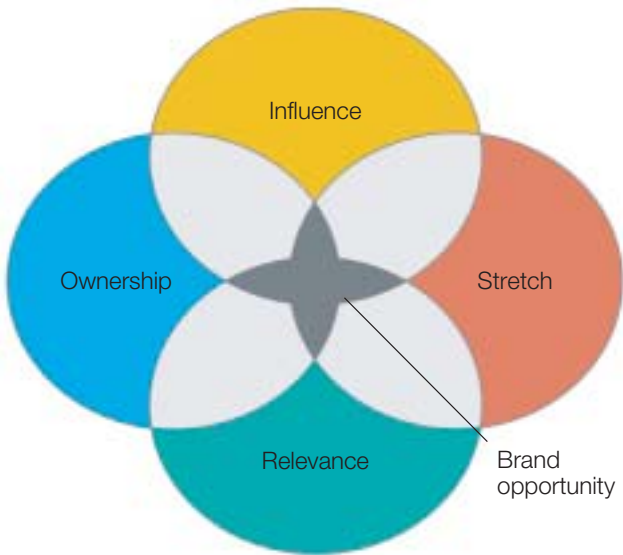 Influence
Ownership
Stretch
Relevance
Brand
opportunity